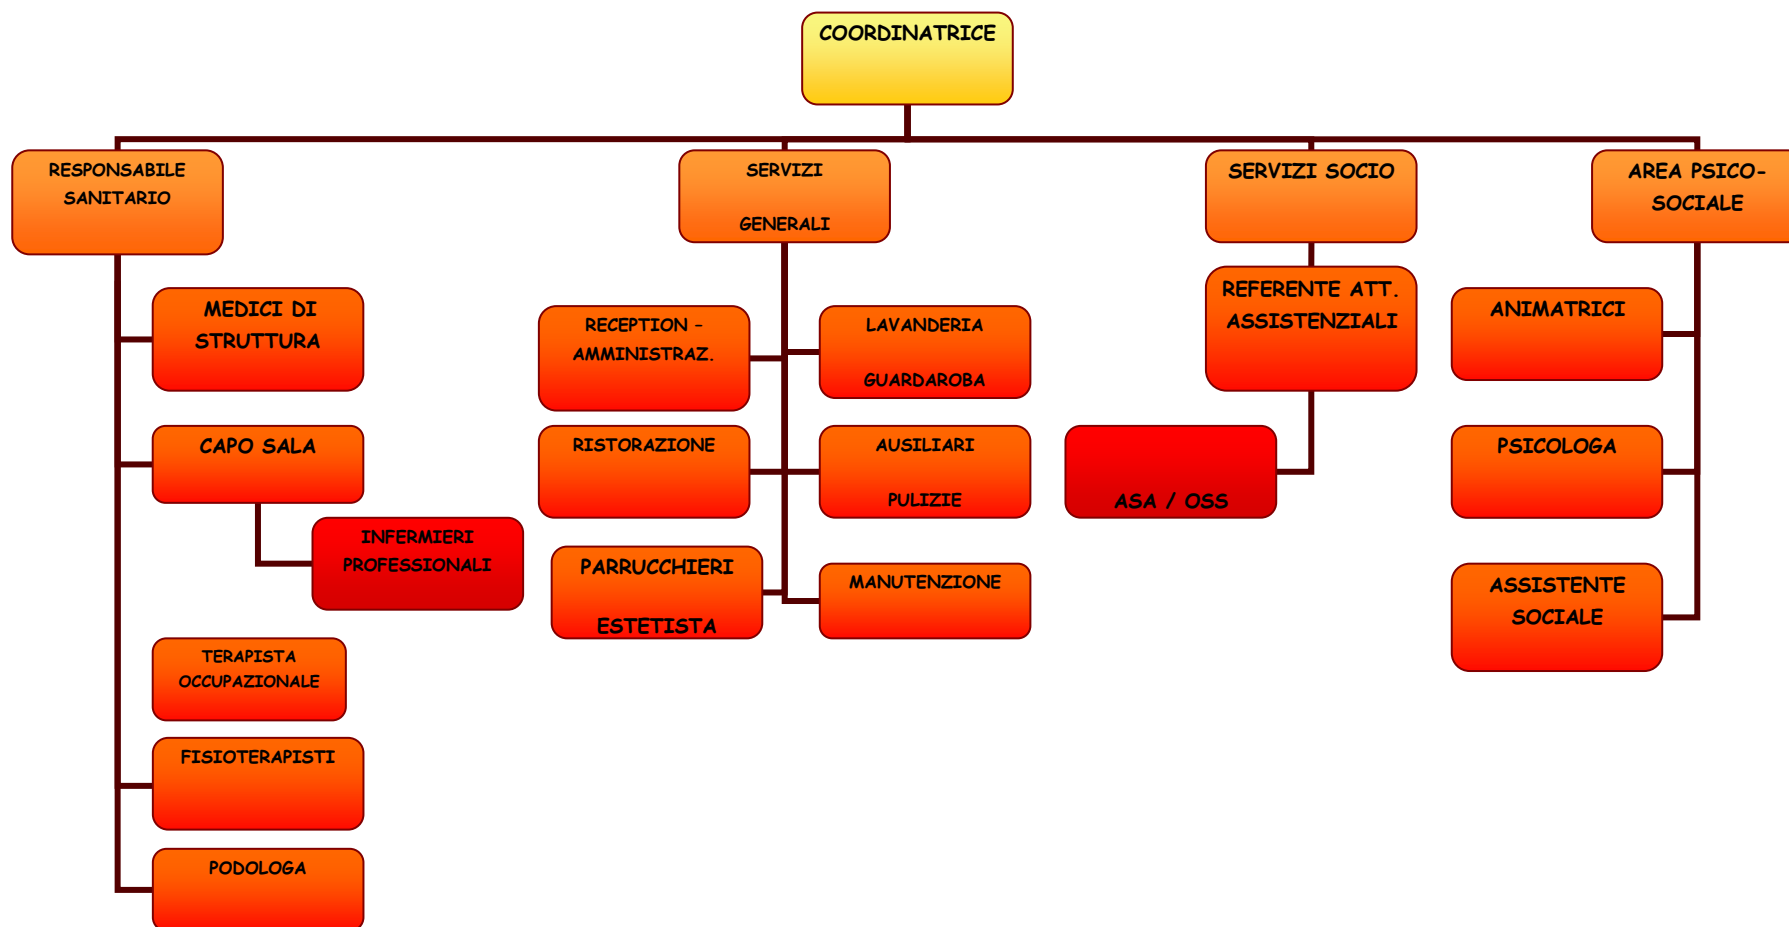 COORDINATRICE
RESPONSABILE
SANITARIO
SERVIZI
GENERALI
SERVIZI SOCIO
AREA PSICO-
SOCIALE
MEDICI DI
STRUTTURA
CAPO SALA
INFERMIERI
PROFESSIONALI
TERAPISTA
OCCUPAZIONALE
FISIOTERAPISTI
PODOLOGA
RECEPTION –
AMMINISTRAZ.
LAVANDERIA
GUARDAROBA
RISTORAZIONE
AUSILIARI
PULIZIE
PARRUCCHIERI
ESTETISTA
MANUTENZIONE
REFERENTE ATT.
ASSISTENZIALI
ASA / OSS
ANIMATRICI
PSICOLOGA
ASSISTENTE
SOCIALE